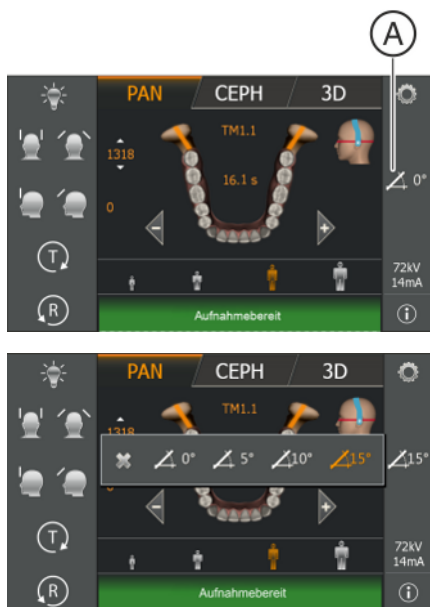 A
PAN CEPH 3D
TM1.1
1318
16.1 s
0°
0
- +
T
72kV
14mA
R
Aufnahmebereit
i
PAN CEPH 3D
TM1.1
1318
0° 5° 10° 15° 15°
- +
T
72kV
14mA
R
Aufnahmebereit
i